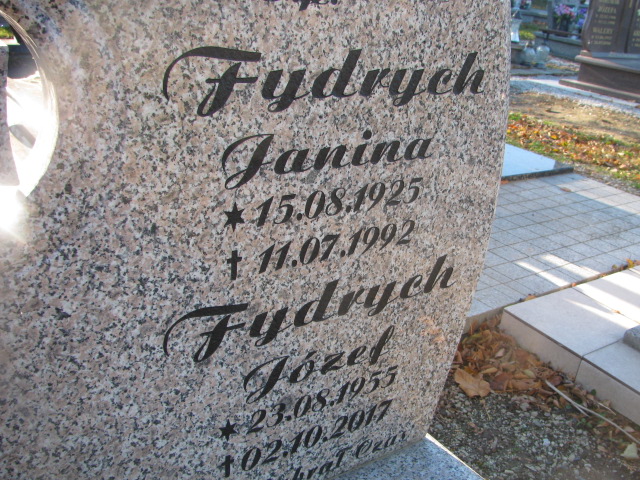 Fydrych
Janina
★15.08.1925
✝ 11.07.1992
Fydrych
Józef
★23.08.1955
✝02.10.2017